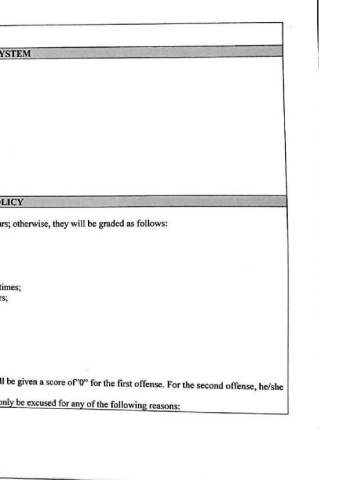 YSTEM
OLICY
urs; otherwise, they will be graded as follows:
times;
rs;
ll be given a score of"0" for the first offense. For the second offense, he/she
only be excused for any of the following reasons: